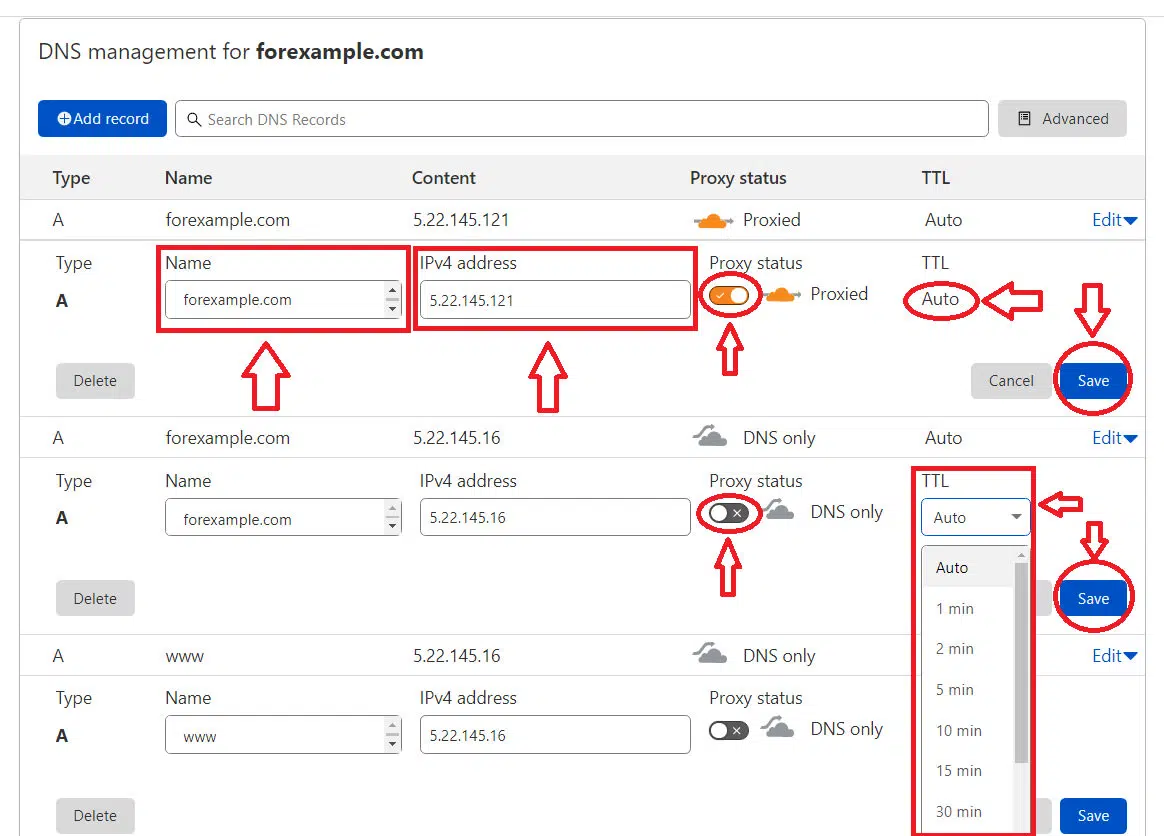 DNS management for forexample.com
Add record Search DNS Records Advanced
Type Name Content Proxy status TTL
A forexample.com 5.22.145.121 Proxied Auto Edit
Type Name IPv4 address Proxy status TTL
A forexample.com 5.22.145.121 Proxied Auto
Delete Cancel Save
A forexample.com 5.22.145.16 DNS only Auto Edit
Type Name IPv4 address Proxy status TTL
A forexample.com 5.22.145.16 DNS only Auto
Auto
Delete Save
1 min
2 min
A www 5.22.145.16 DNS only Edit
Type Name IPv4 address Proxy status
5 min
A www 5.22.145.16 DNS only
10 min
15 min
30 min
Delete Save